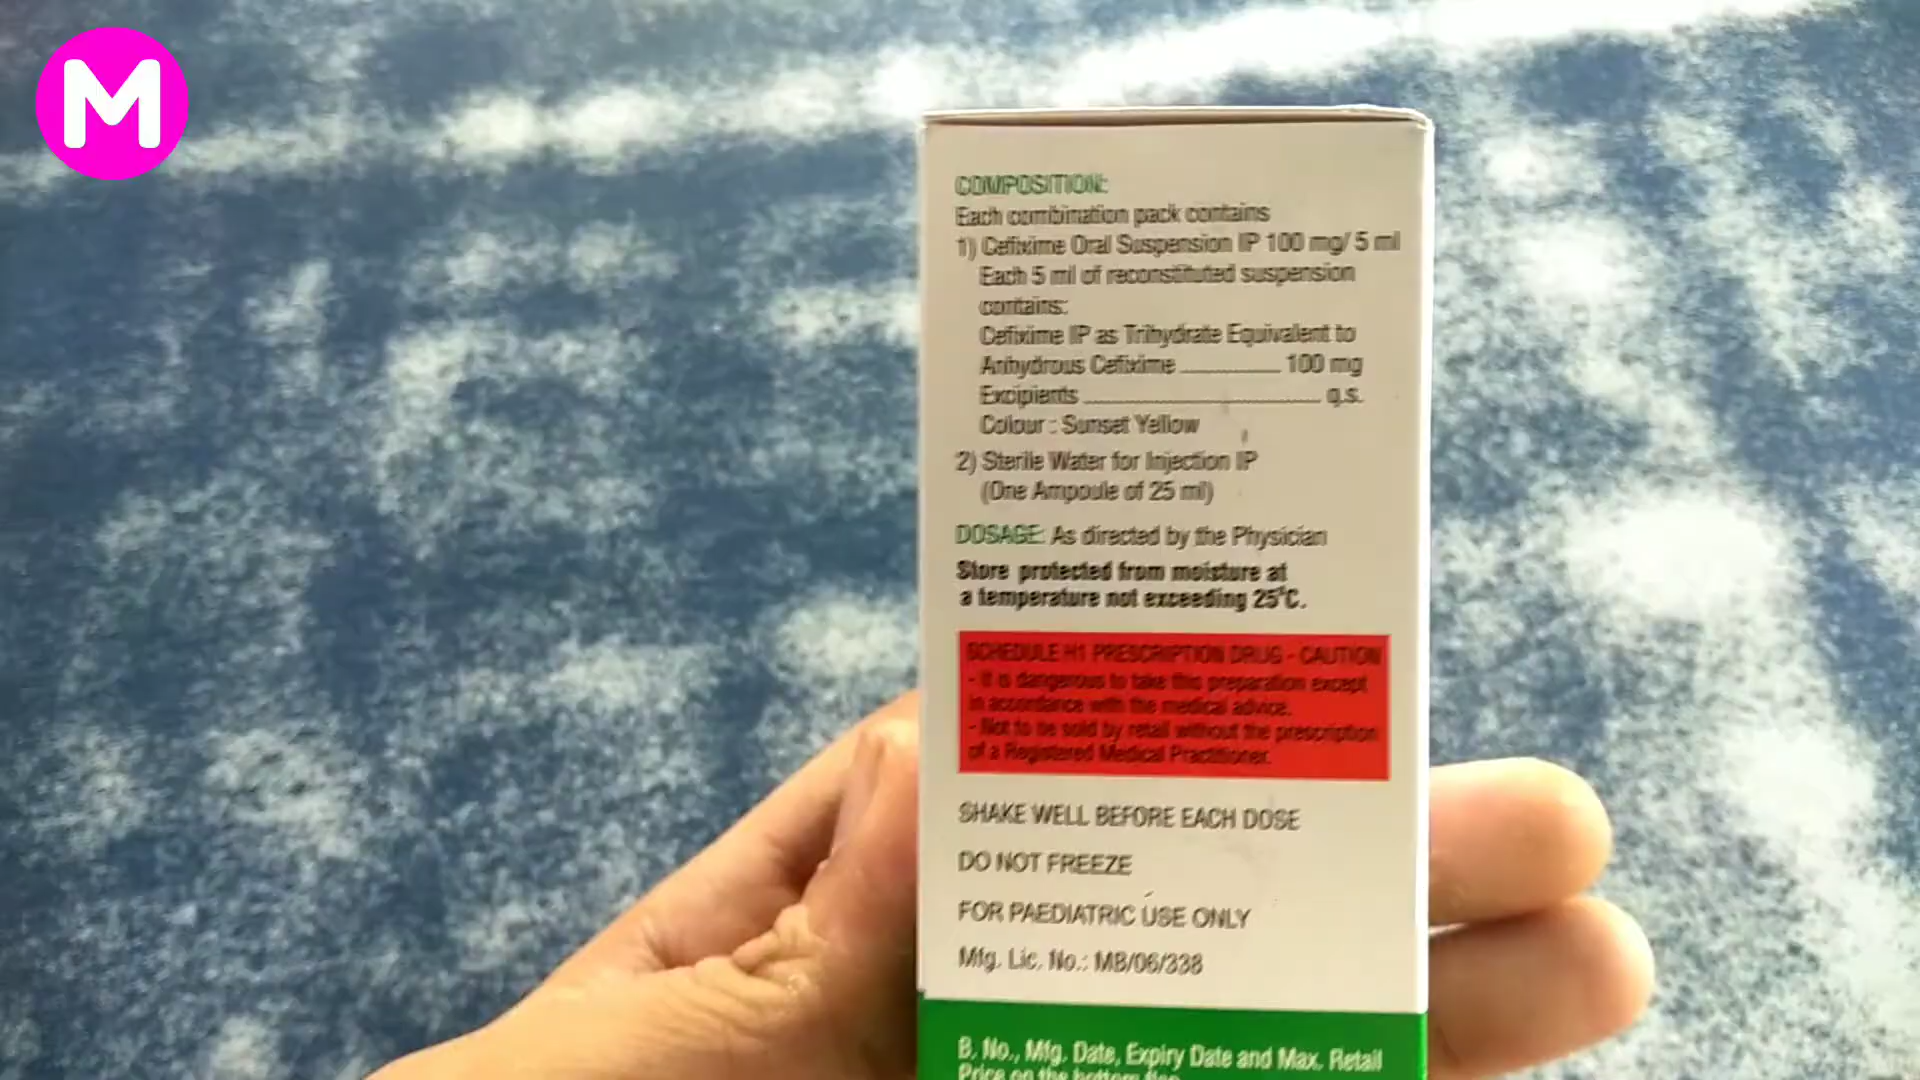 M
COMPOSITION:
Each combination pack contains
1) Cefixime Oral Suspension IP 100 mg/ 5 ml
Each 5 ml of reconstituted suspension
contains:
Cefixime IP as Trihydrate Equivalent to
Anhydrous Cefixime ____________ 100 mg
Excipients ____________________________ q.s.
Colour : Sunset Yellow
2) Sterile Water for Injection IP
(One Ampoule of 25 ml)
DOSAGE: As directed by the Physician
Store protected from moisture at
a temperature not exceeding 25°C.
SCHEDULE H1 PRESCRIPTION DRUG - CAUTION
- It is dangerous to take this preparation except
in accordance with the medical advice.
- Not to be sold by retail without the prescription
of a Registered Medical Practitioner.
SHAKE WELL BEFORE EACH DOSE
DO NOT FREEZE
FOR PAEDIATRIC USE ONLY
Mfg. Lic. No.: MB/06/338
B. No., Mfg. Date, Expiry Date and Max. Retail
Price on the bottom